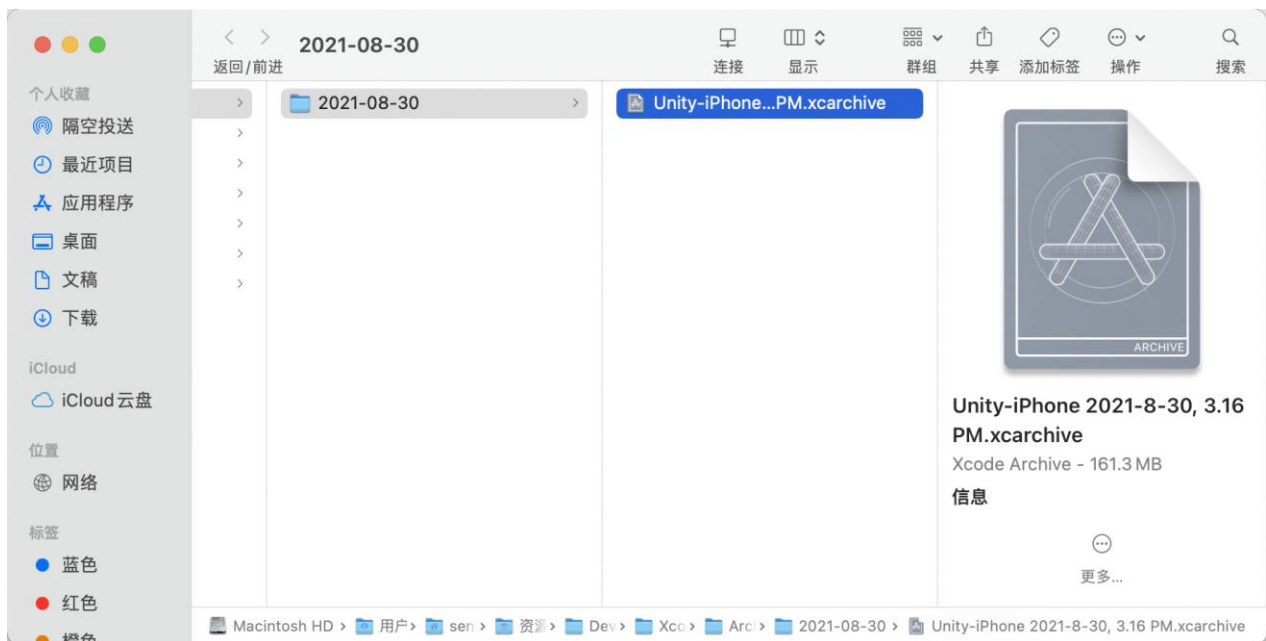 2021-08-30
返回/前进
连接
显示
群组
共享
添加标签
操作
搜索
个人收藏
隔空投送
最近项目
应用程序
桌面
文稿
下载
iCloud
iCloud云盘
位置
网络
标签
蓝色
红色
橙色
2021-08-30
Unity-iPhone...PM.xcarchive
ARCHIVE
Unity-iPhone 2021-8-30, 3.16
PM.xcarchive
Xcode Archive - 161.3 MB
信息
更多...
Macintosh HD › 用户 › sen › 资源 › Dev › Xco › Arc › 2021-08-30 › Unity-iPhone 2021-8-30, 3.16 PM.xcarchive